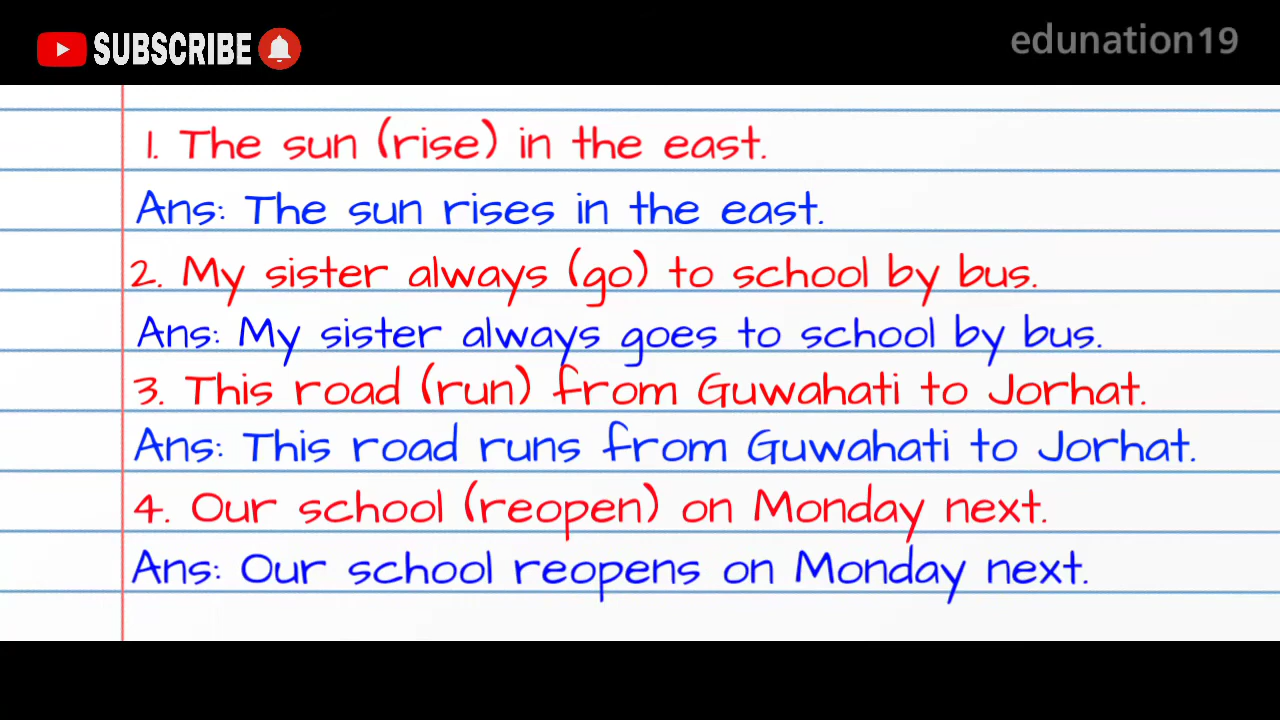 SUBSCRIBE
edunation19
1. The sun (rise) in the east.
Ans: The sun rises in the east.
2. My sister always (go) to school by bus.
Ans: My sister always goes to school by bus.
3. This road (run) from Guwahati to Jorhat.
Ans: This road runs from Guwahati to Jorhat.
4. Our school (reopen) on Monday next.
Ans: Our school reopens on Monday next.